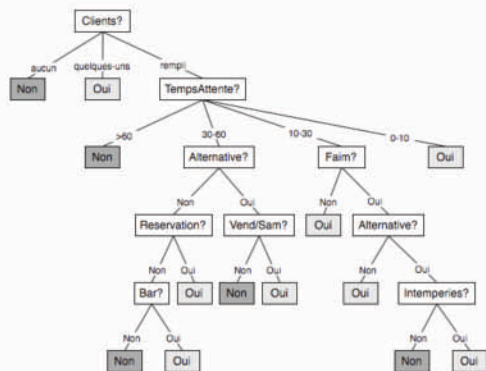 Clients?
aucun quelques-uns rempli
Non Oui TempsAttente?
>60 30-60 10-30 0-10
Non Alternative? Faim? Oui
Non Oui Non Oui
Reservation? Vend/Sam? Oui Alternative?
Non Oui Non Oui Non Oui
Bar? Oui Non Oui Oui Intemperies?
Non Oui Non Oui
Non Oui Non Oui